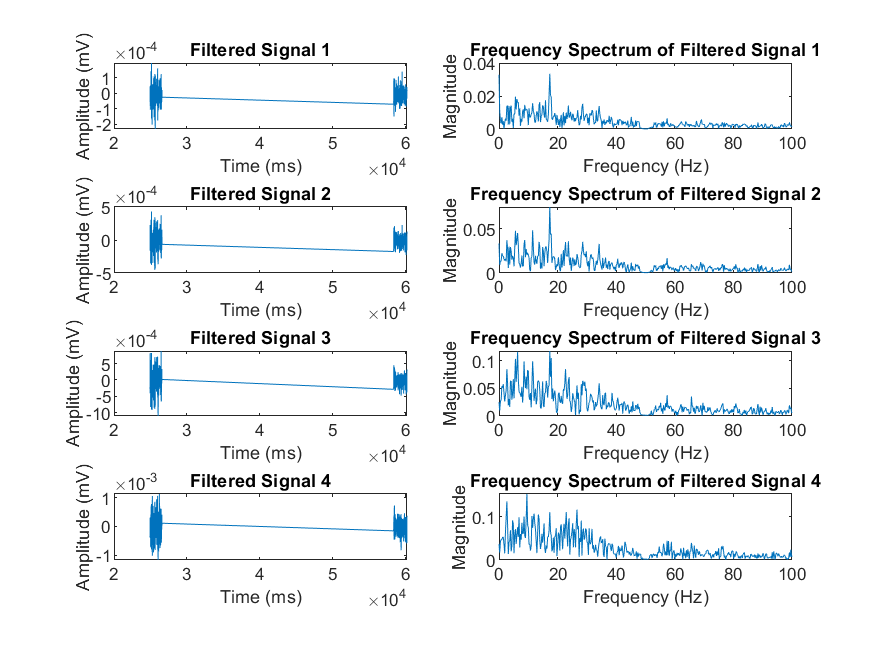 Filtered Signal 1
×10^-4
Amplitude (mV)
1
0
-1
-2
2 3 4 5 6
Time (ms)
×10^4
Frequency Spectrum of Filtered Signal 1
Magnitude
0.04
0.02
0
0 20 40 60 80 100
Frequency (Hz)
Filtered Signal 2
×10^-4
Amplitude (mV)
5
0
-5
2 3 4 5 6
Time (ms)
×10^4
Frequency Spectrum of Filtered Signal 2
Magnitude
0.05
0
0 20 40 60 80 100
Frequency (Hz)
Filtered Signal 3
×10^-4
Amplitude (mV)
5
0
-5
-10
2 3 4 5 6
Time (ms)
×10^4
Frequency Spectrum of Filtered Signal 3
Magnitude
0.1
0.05
0
0 20 40 60 80 100
Frequency (Hz)
Filtered Signal 4
×10^-3
Amplitude (mV)
1
0
-1
2 3 4 5 6
Time (ms)
×10^4
Frequency Spectrum of Filtered Signal 4
Magnitude
0.1
0
0 20 40 60 80 100
Frequency (Hz)